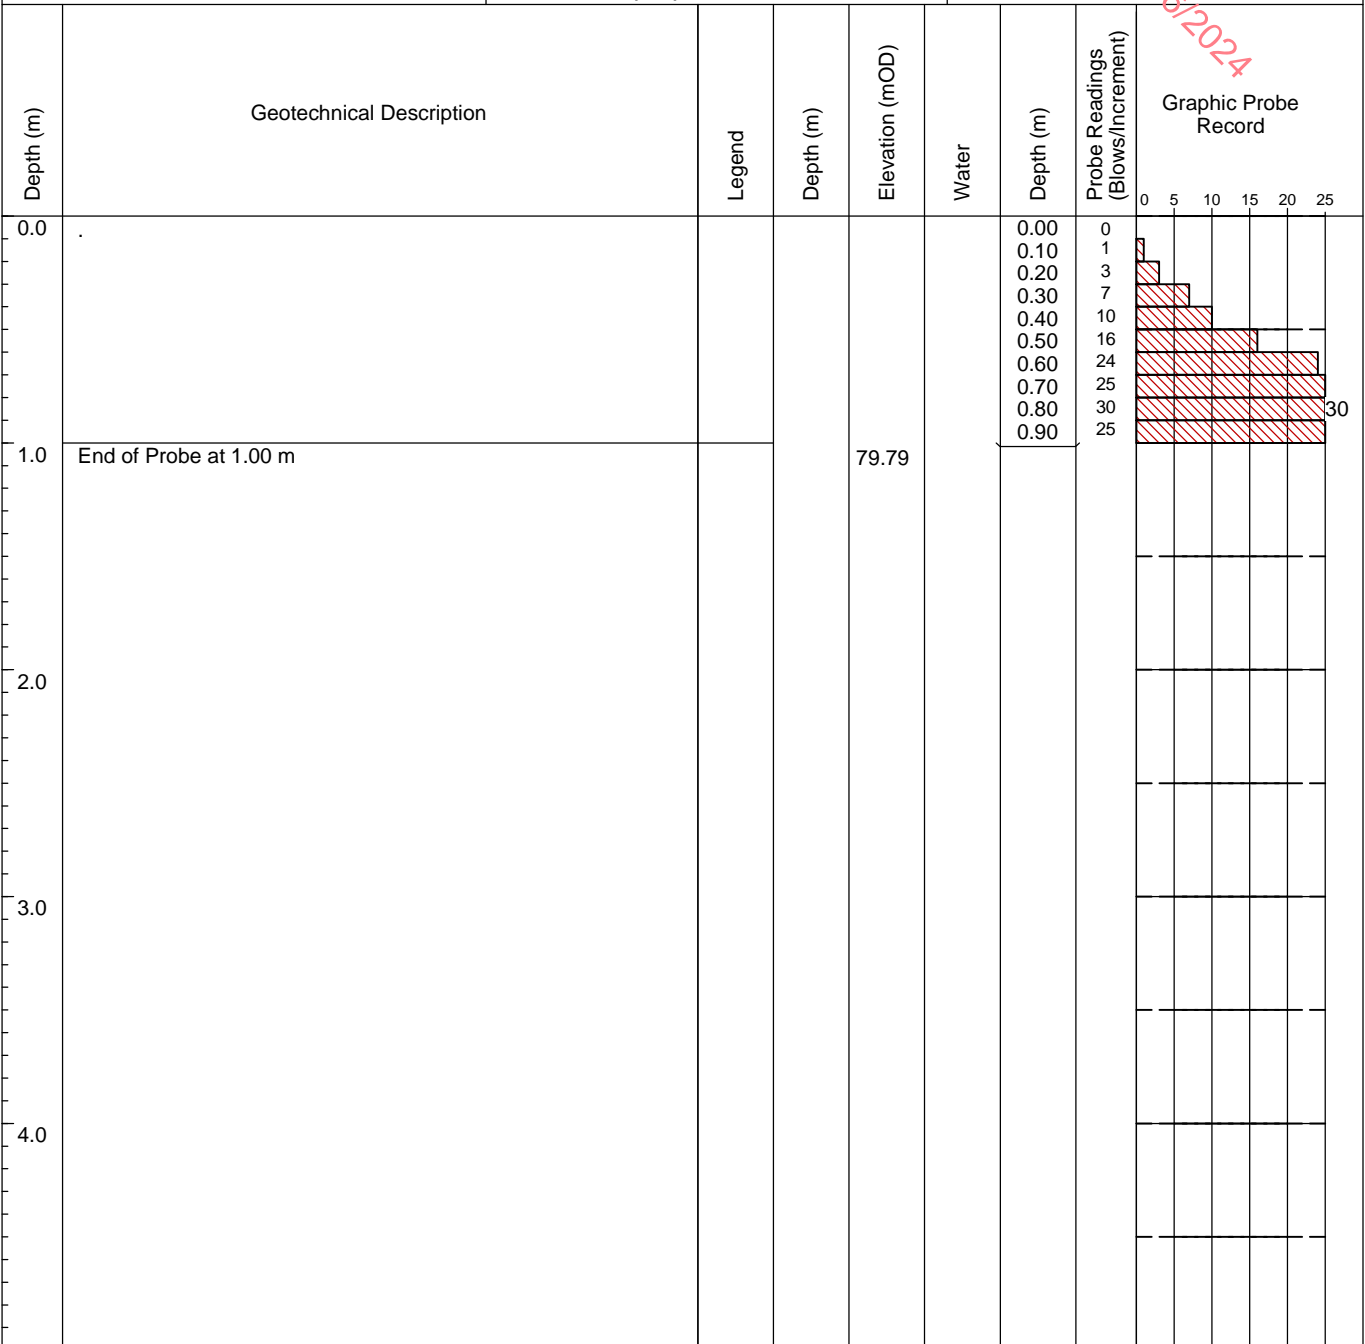 /2024
Depth (m)
Geotechnical Description
Legend
Depth (m)
Elevation (mOD)
Water
Depth (m)
Probe Readings
(Blows/Increment)
Graphic Probe
Record
0 5 10 15 20 25
0.0 . 0.00 0
0.10 1
0.20 3
0.30 7
0.40 10
0.50 16
0.60 24
0.70 25
0.80 30 30
0.90 25
1.0 End of Probe at 1.00 m 79.79
2.0
3.0
4.0